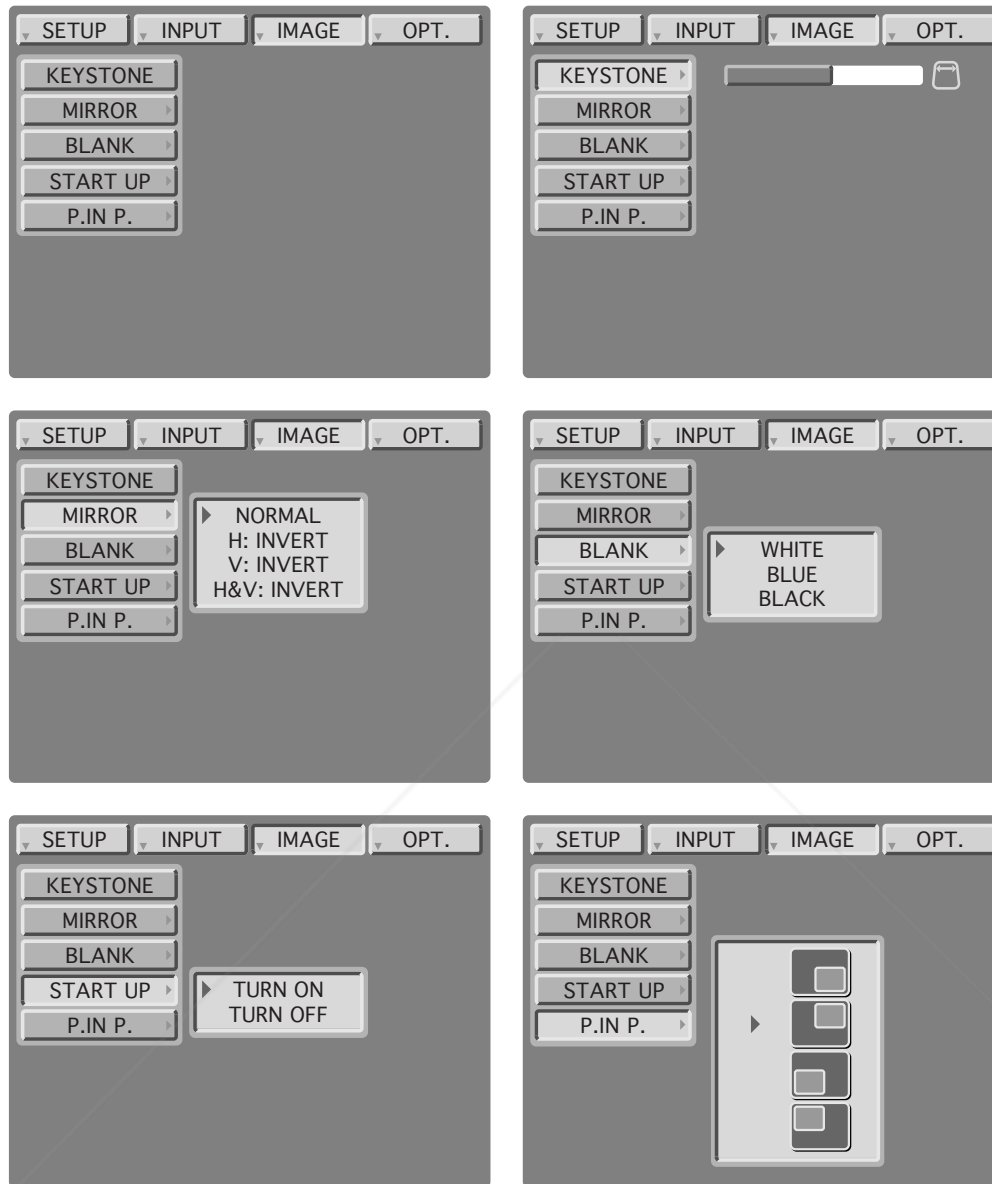 SETUP INPUT IMAGE OPT.
KEYSTONE
MIRROR
BLANK
START UP
P.IN P.
SETUP INPUT IMAGE OPT.
KEYSTONE
MIRROR
BLANK
START UP
P.IN P.
SETUP INPUT IMAGE OPT.
KEYSTONE
MIRROR
BLANK
START UP
P.IN P.
NORMAL
H: INVERT
V: INVERT
H&V: INVERT
SETUP INPUT IMAGE OPT.
KEYSTONE
MIRROR
BLANK
START UP
P.IN P.
WHITE
BLUE
BLACK
SETUP INPUT IMAGE OPT.
KEYSTONE
MIRROR
BLANK
START UP
P.IN P.
TURN ON
TURN OFF
SETUP INPUT IMAGE OPT.
KEYSTONE
MIRROR
BLANK
START UP
P.IN P.